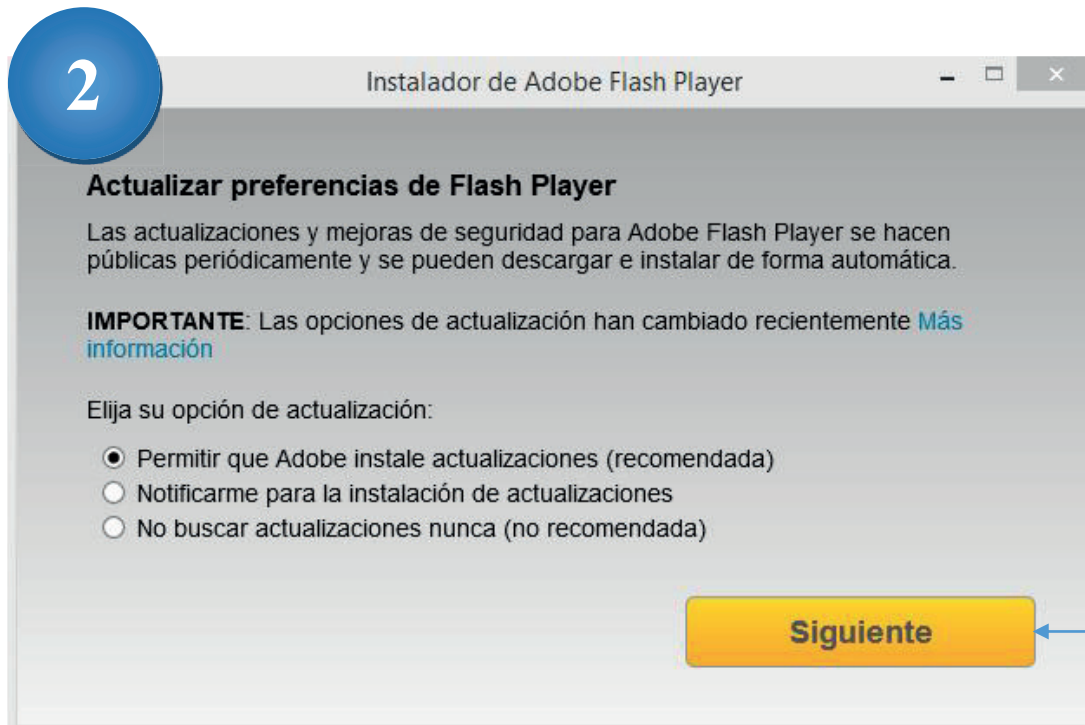 2
Instalador de Adobe Flash Player
Actualizar preferencias de Flash Player
Las actualizaciones y mejoras de seguridad para Adobe Flash Player se hacen
públicas periódicamente y se pueden descargar e instalar de forma automática.
IMPORTANTE: Las opciones de actualización han cambiado recientemente Más
información
Elija su opción de actualización:
Permitir que Adobe instale actualizaciones (recomendada)
Notificarme para la instalación de actualizaciones
No buscar actualizaciones nunca (no recomendada)
Siguiente